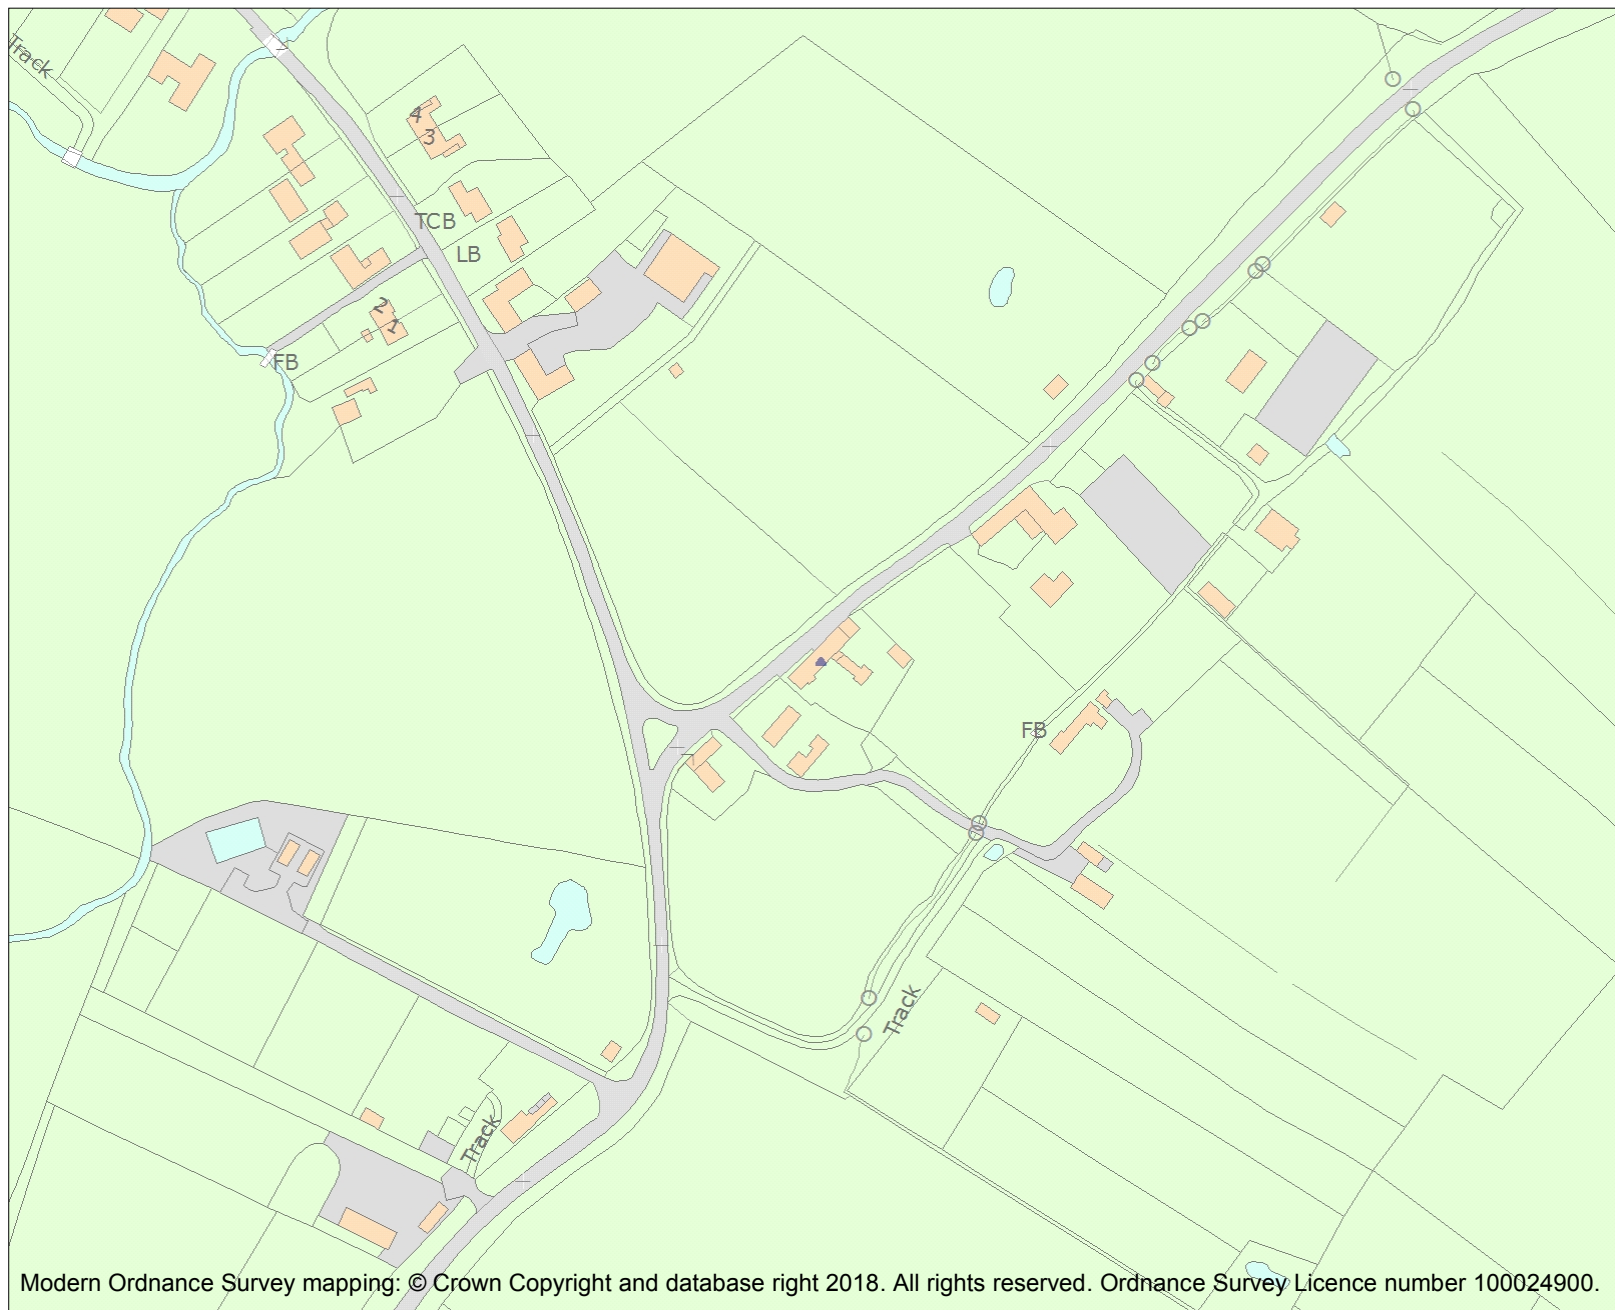 Track
4
3
TCB
LB
2
1
FB
FB
1
Track
Track
Modern Ordnance Survey mapping: © Crown Copyright and database right 2018. All rights reserved. Ordnance Survey Licence number 100024900.